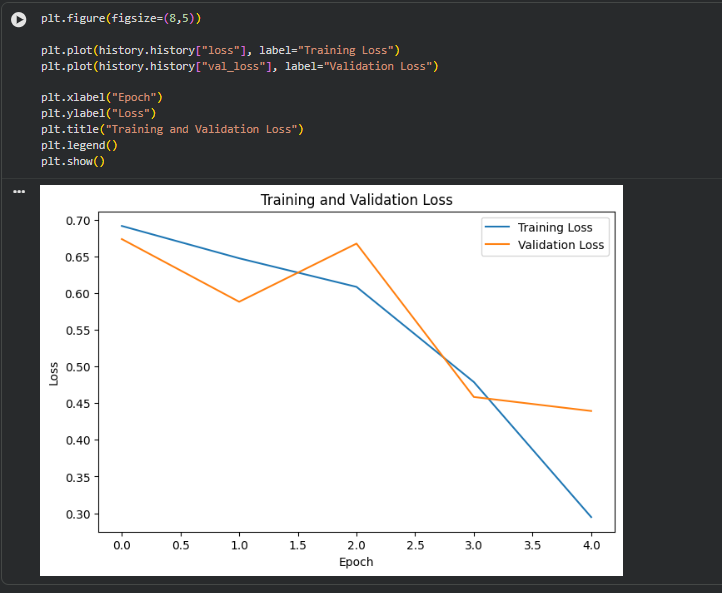 plt.figure(figsize=(8,5))
plt.plot(history.history["loss"], label="Training Loss")
plt.plot(history.history["val_loss"], label="Validation Loss")
plt.xlabel("Epoch")
plt.ylabel("Loss")
plt.title("Training and Validation Loss")
plt.legend()
plt.show()
Training and Validation Loss
Training Loss
Validation Loss
0.70
0.65
0.60
0.55
0.50
0.45
0.40
0.35
0.30
Loss
0.0 0.5 1.0 1.5 2.0 2.5 3.0 3.5 4.0
Epoch